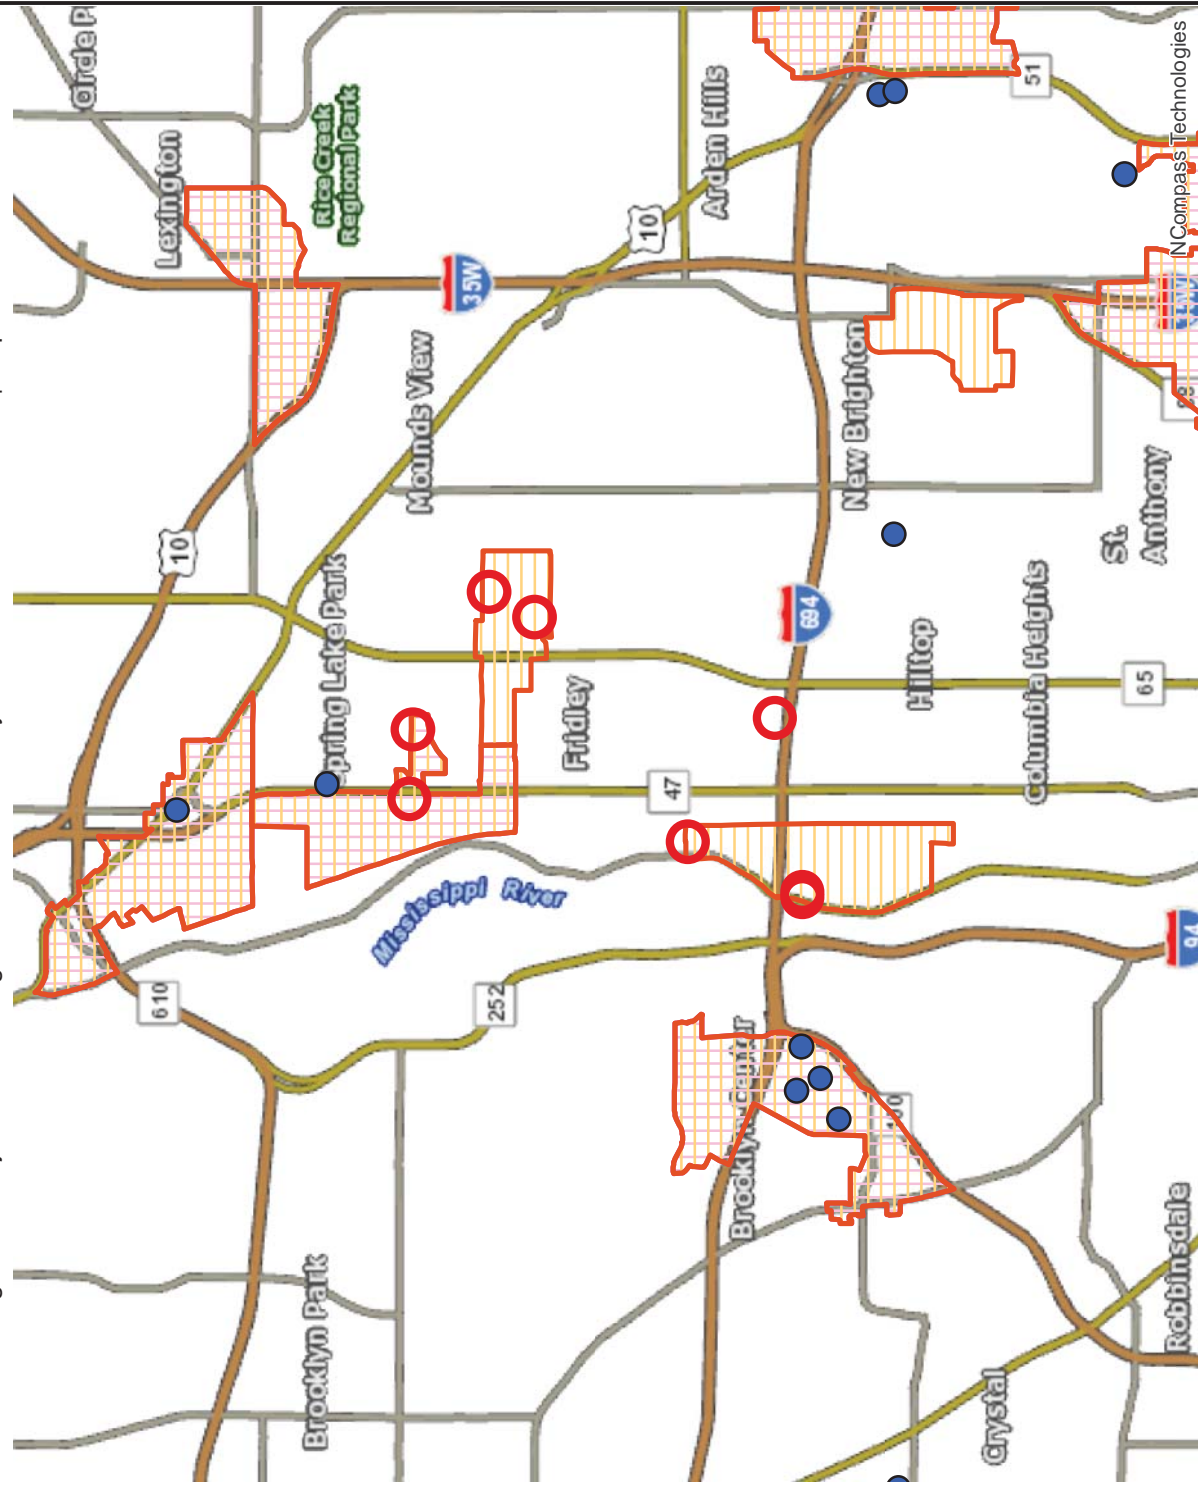 Circle P
Lexington
Rice Creek
Regional Park
51
NCompass Technologies
Arden Hills
10
35W
Mounds View
New Brighton
10
St.
Anthony
694
Spring Lake Park
Hilltop
Columbia Heights
65
Fridley
47
Mississippi River
94
610
252
Brooklyn Center
100
Brooklyn Park
Robbinsdale
Crystal